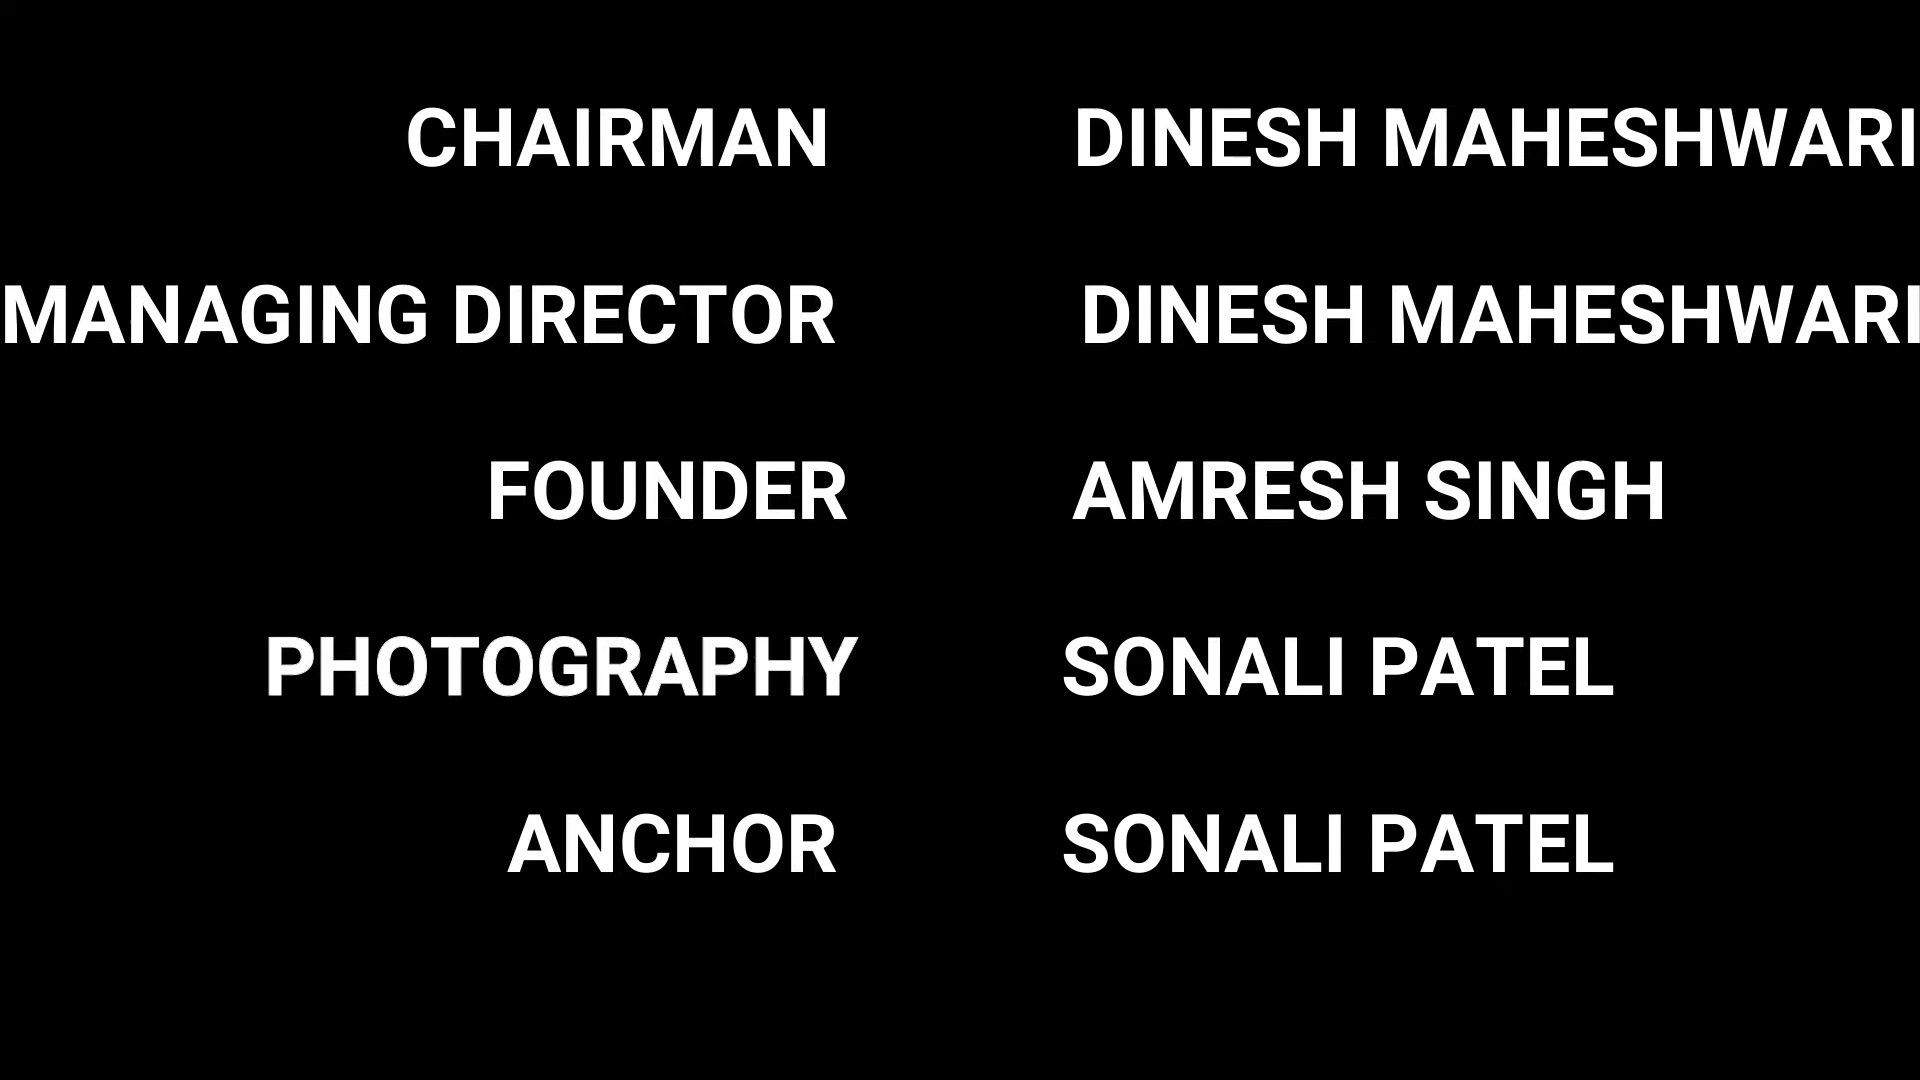 CHAIRMAN DINESH MAHESHWARI
MANAGING DIRECTOR DINESH MAHESHWARI
FOUNDER AMRESH SINGH
PHOTOGRAPHY SONALI PATEL
ANCHOR SONALI PATEL